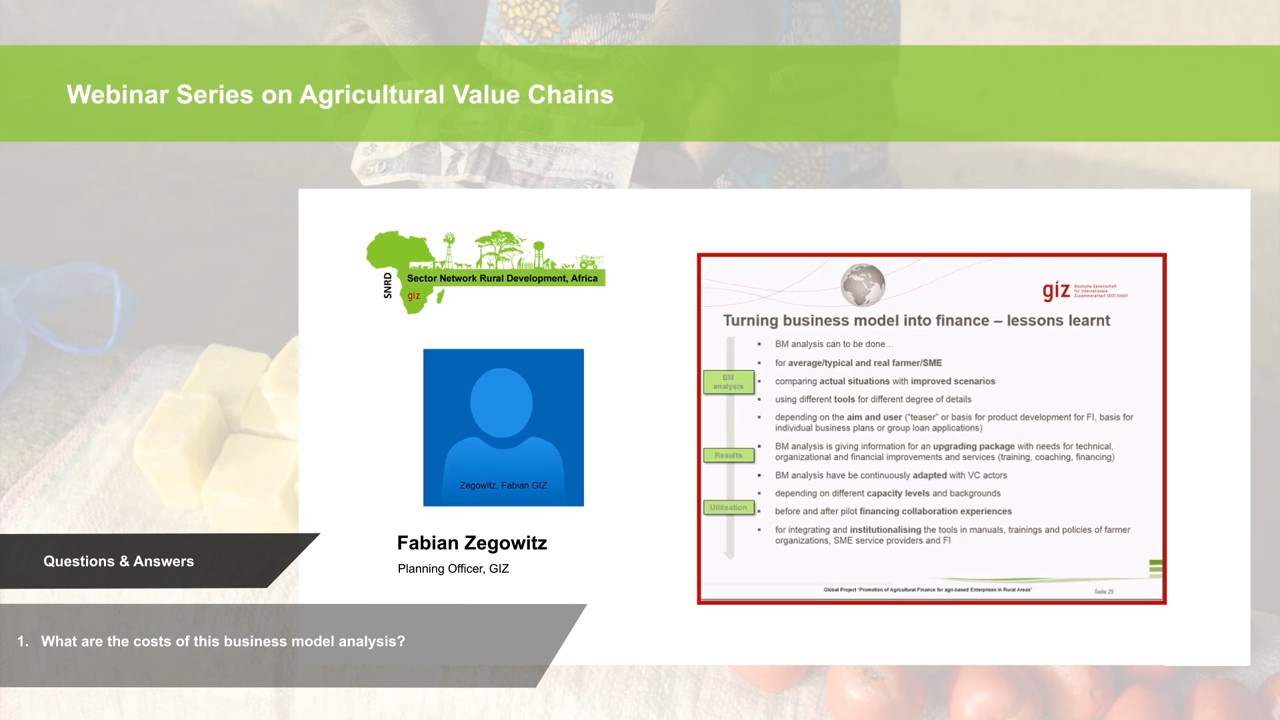 Webinar Series on Agricultural Value Chains
SNRD
Sector Network Rural Development, Africa
giz
Zegowitz, Fabian GIZ
Fabian Zegowitz
Planning Officer, GIZ
giz
Deutsche Gesellschaft
für Internationale
Zusammenarbeit (GIZ) GmbH
Turning business model into finance – lessons learnt
BM analysis can to be done…
for average/typical and real farmer/SME
BM
analysis
comparing actual situations with improved scenarios
using different tools for different degree of details
depending on the aim and user ("teaser" or basis for product development for FI, basis for
individual business plans or group loan applications)
BM analysis is giving information for an upgrading package with needs for technical,
organizational and financial improvements and services (training, coaching, financing)
Results
BM analysis have be continuously adapted with VC actors
depending on different capacity levels and backgrounds
Utilisation
before and after pilot financing collaboration experiences
for integrating and institutionalising the tools in manuals, trainings and policies of farmer
organizations, SME service providers and FI
Global Project "Promotion of Agricultural Finance for agri-based Enterprises in Rural Areas"
Seite 29
Questions & Answers
1. What are the costs of this business model analysis?